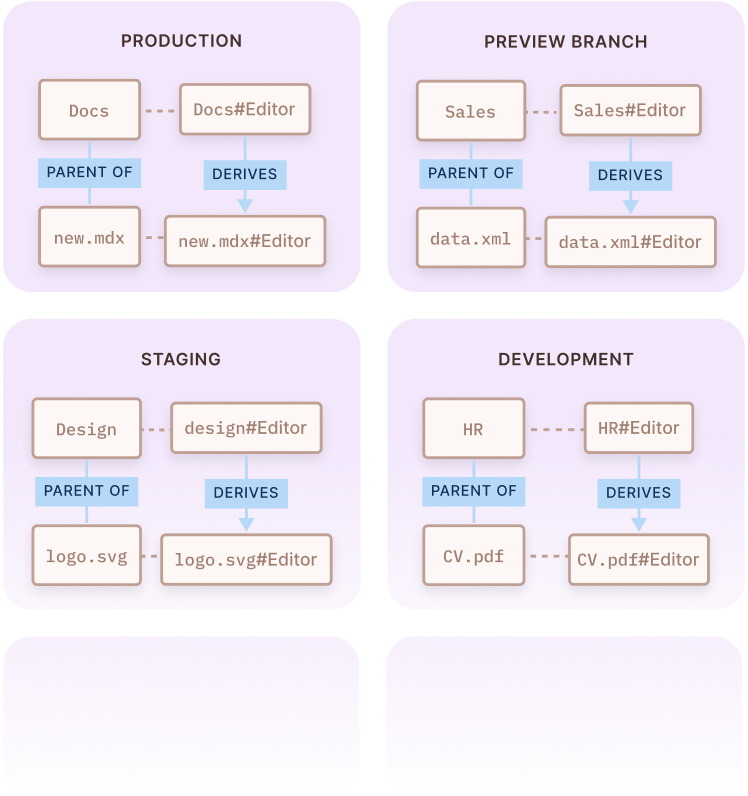 PRODUCTION
Docs
Docs#Editor
PARENT OF
DERIVES
new.mdx
new.mdx#Editor
PREVIEW BRANCH
Sales
Sales#Editor
PARENT OF
DERIVES
data.xml
data.xml#Editor
STAGING
Design
design#Editor
PARENT OF
DERIVES
logo.svg
logo.svg#Editor
DEVELOPMENT
HR
HR#Editor
PARENT OF
DERIVES
CV.pdf
CV.pdf#Editor